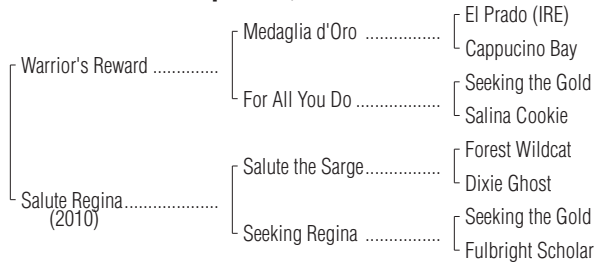 El Prado (IRE)
Medaglia d'Oro ..................
Cappucino Bay
Warrior's Reward ..............
Seeking the Gold
For All You Do ....................
Salina Cookie
Forest Wildcat
Salute the Sarge..................
Dixie Ghost
Salute Regina....................
(2010)
Seeking the Gold
Seeking Regina ..................
Fulbright Scholar